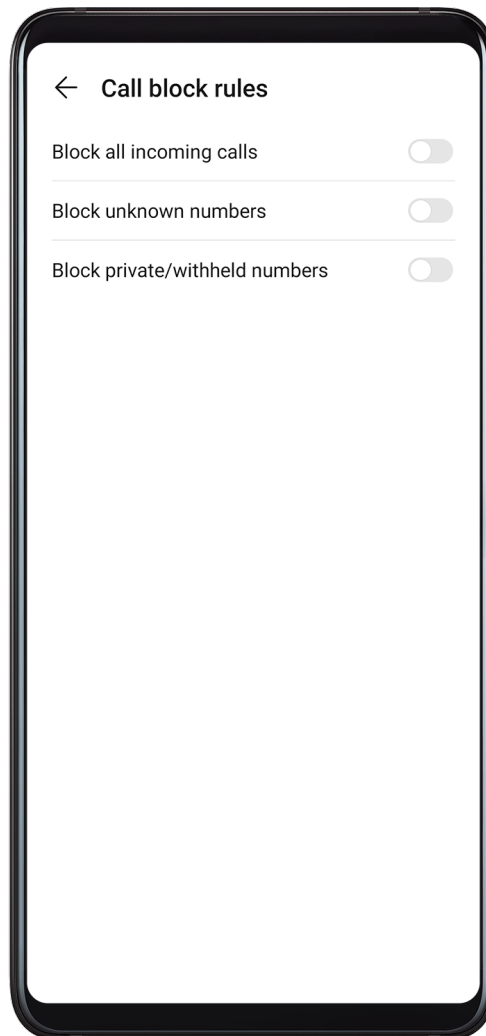 Call block rules
Block all incoming calls
Block unknown numbers
Block private/withheld numbers